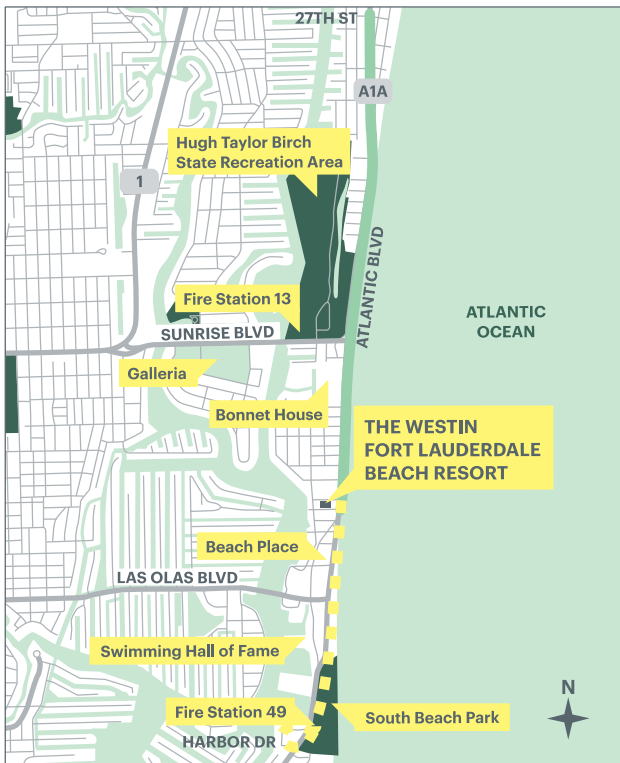 27TH ST
A1A
Hugh Taylor Birch
State Recreation Area
1
ATLANTIC BLVD
Fire Station 13
SUNRISE BLVD
ATLANTIC
OCEAN
Galleria
Bonnet House
THE WESTIN
FORT LAUDERDALE
BEACH RESORT
Beach Place
LAS OLAS BLVD
Swimming Hall of Fame
N
Fire Station 49
South Beach Park
HARBOR DR